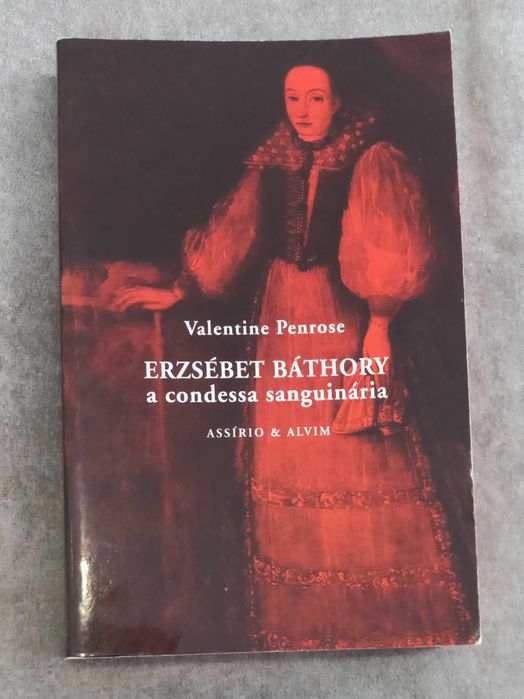 Valentine Penrose
ERZSÉBET BÁTHORY
a condessa sanguinária
ASSÍRIO & ALVIM